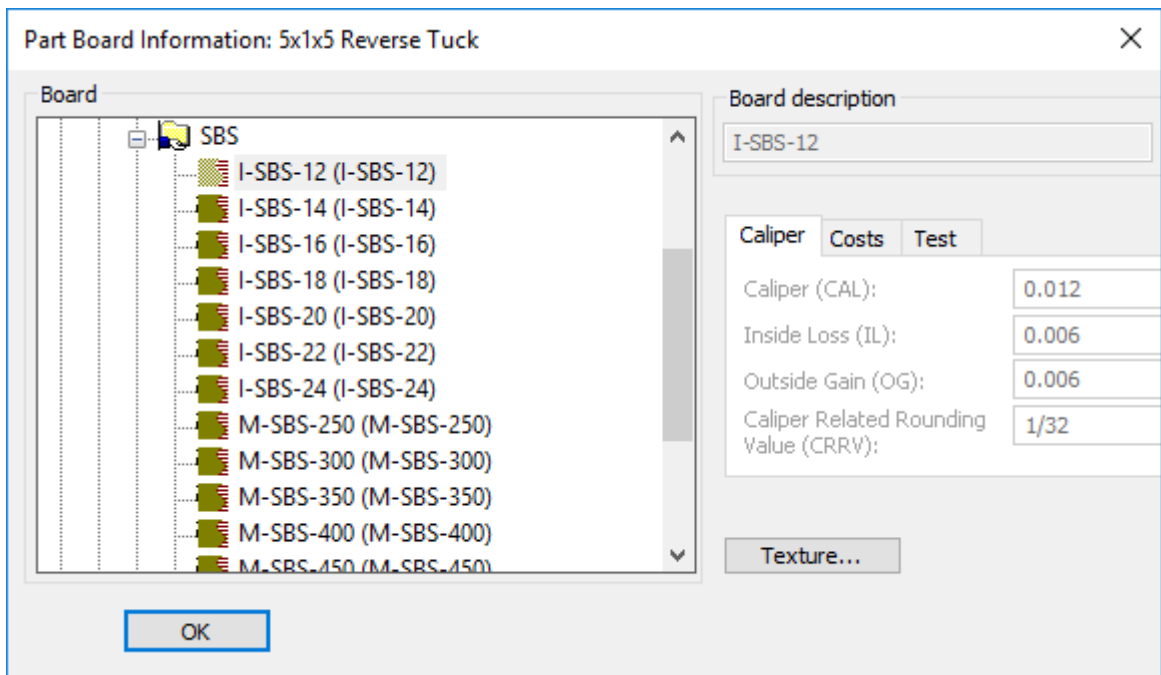 Part Board Information: 5x1x5 Reverse Tuck
Board
SBS
I-SBS-12 (I-SBS-12)
I-SBS-14 (I-SBS-14)
I-SBS-16 (I-SBS-16)
I-SBS-18 (I-SBS-18)
I-SBS-20 (I-SBS-20)
I-SBS-22 (I-SBS-22)
I-SBS-24 (I-SBS-24)
M-SBS-250 (M-SBS-250)
M-SBS-300 (M-SBS-300)
M-SBS-350 (M-SBS-350)
M-SBS-400 (M-SBS-400)
M-SBS-450 (M-SBS-450)
Board description
I-SBS-12
Caliper Costs Test
Caliper (CAL): 0.012
Inside Loss (IL): 0.006
Outside Gain (OG): 0.006
Caliper Related Rounding
Value (CRRV): 1/32
Texture...
OK